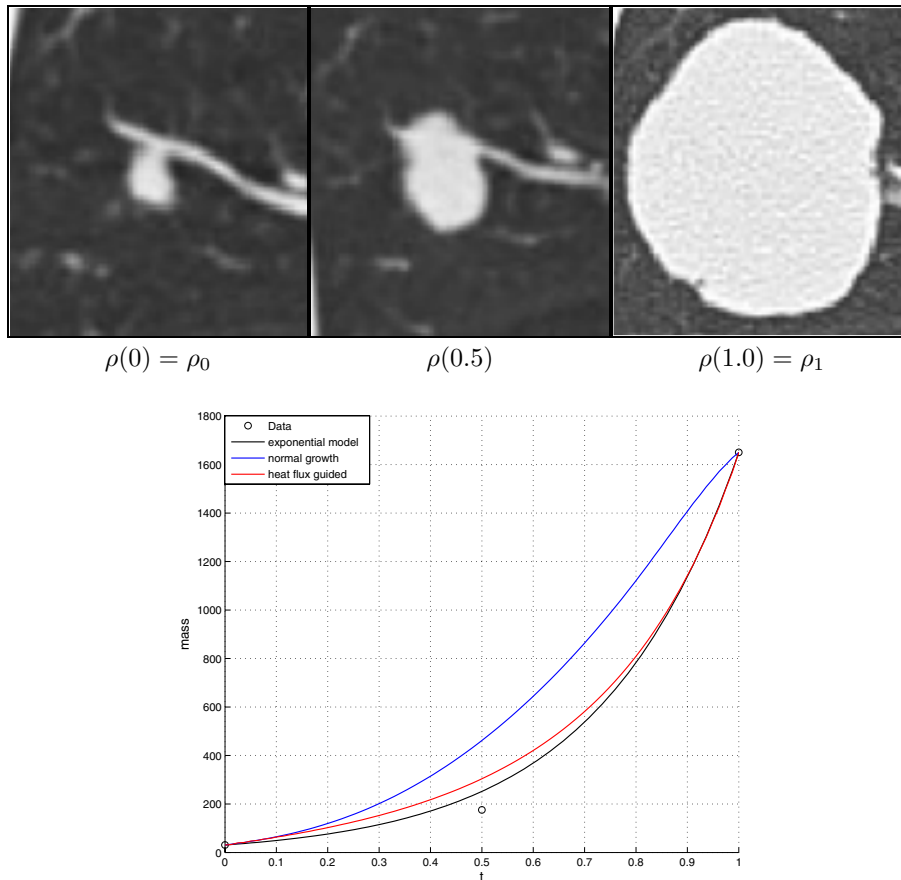 ρ(0) = ρ₀
ρ(0.5)
ρ(1.0) = ρ₁
Data
exponential model
normal growth
heat flux guided
mass
1800
1600
1400
1200
1000
800
600
400
200
0
0 0.1 0.2 0.3 0.4 0.5 0.6 0.7 0.8 0.9 1
t